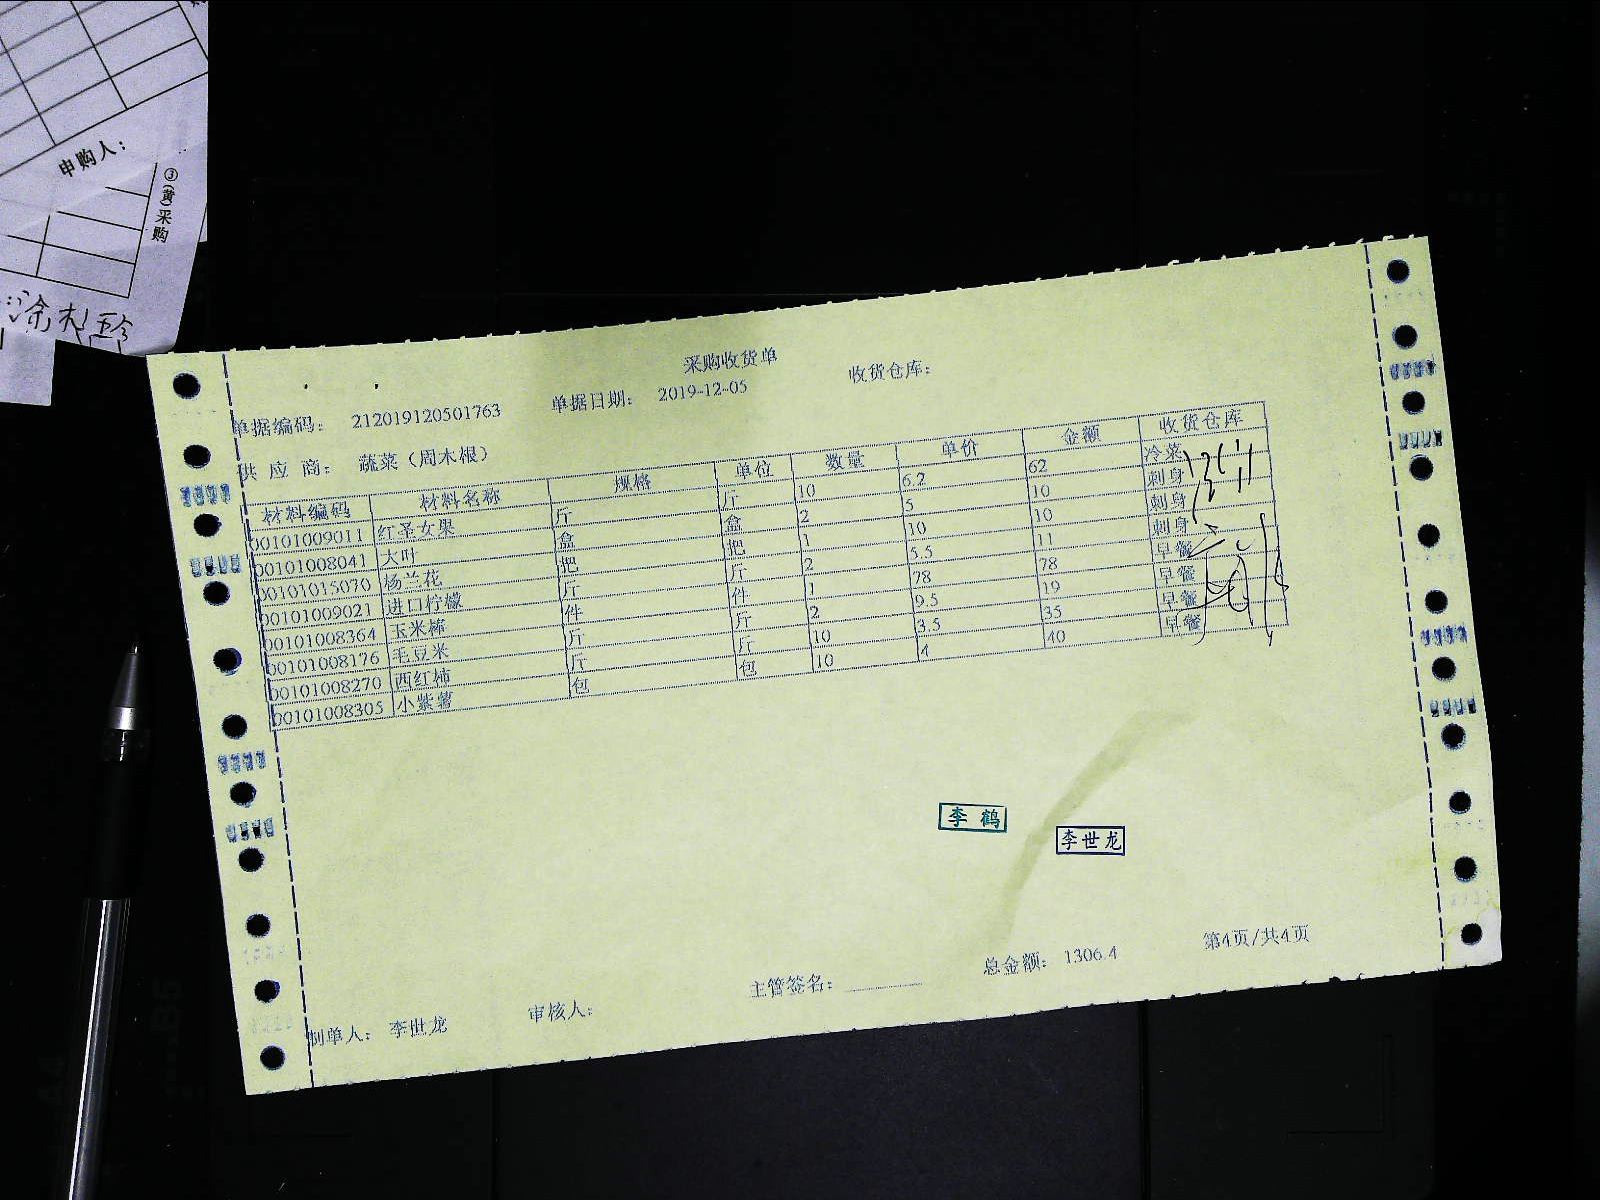 申购人：
③(黄)采购
采购收货单
单据编码： 212019120501763 单据日期： 2019-12-05 收货仓库：
供 应 商： 蔬菜（周木根）
材料编码 材料名称 规格 单位 数量 单价 金额 收货仓库
00101009011 红圣女果 斤 斤 10 6.2 62 冷菜
00101008041 大叶 盒 盒 2 5 10 刺身
00101015070 杨兰花 把 把 1 10 10 刺身
00101009021 进口柠檬 斤 斤 2 5.5 11 刺身
00101008364 玉米棒 件 件 1 78 78 早餐
00101008176 毛豆米 斤 斤 2 9.5 19 早餐
00101008270 西红柿 斤 斤 10 3.5 35 早餐
00101008305 小紫薯 包 包 10 4 40 早餐
李 鹤
李世龙
制单人： 李世龙 审核人： 主管签名： 总金额： 1306.4 第4页/共4页